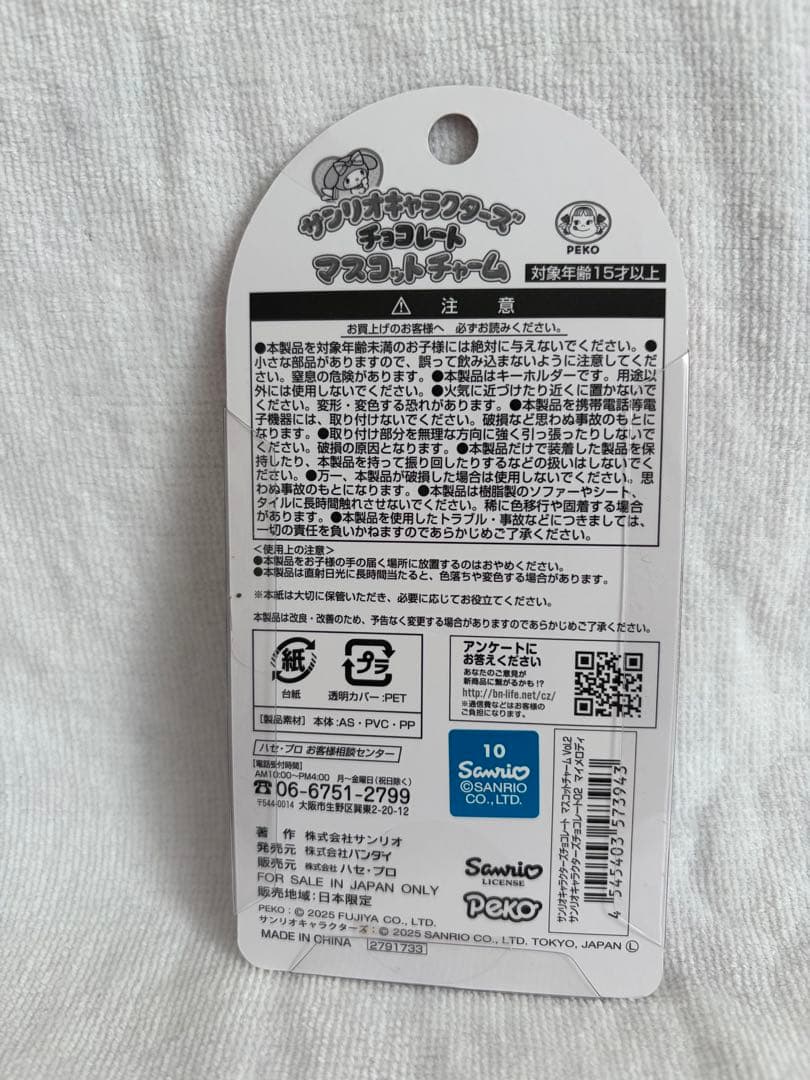 サンリオキャラクターズ
チョコレート
マスコットチャーム
PEKO
対象年齢15才以上
注意
お買上げのお客様へ 必ずお読みください。
●本製品を対象年齢未満のお子様には絶対に与えないでください。●
小さな部品がありますので、誤って飲み込まないように注意してくだ
さい。窒息の危険があります。●本製品はキーホルダーです。用途以
外には使用しないでください。●火気に近づけたり近くに置かないで
ください。変形・変色する恐れがあります。●本製品を携帯電話等電
子機器には、取り付けないでください。破損など思わぬ事故のもとに
なります。●取り付け部分を無理な方向に強く引っ張ったりしないで
ください。破損の原因となります。●本製品だけで装着した製品を保
持したり、本製品を持って振り回したりするなどの扱いはしないでく
ださい。●万一、本製品が破損した場合は使用しないでください。思
わぬ事故のもとになります。●本製品は樹脂製のソファーやシート、
タイルに長時間触れさせないでください。稀に色移行や固着する場合
があります。●本製品を使用したトラブル・事故などにつきましては、
一切の責任を負いかねますのであらかじめご了承ください。
<使用上の注意>
●本製品をお子様の手の届く場所に放置するのはおやめください。
●本製品は直射日光に長時間当たると、色落ちや変色する場合があります。
※本紙は大切に保管いただき、必要に応じてお役立てください。
本製品は改良・改善のため、予告なく変更する場合がありますのであらかじめご了承ください。
紙
台紙
プラ
透明カバー:PET
[製品素材] 本体:AS・PVC・PP
アンケートに
お答えください
あなたのご意見が
新商品に繋がるかも!?
http://bn-life.net/cz/
※通信費などはお客様の
ご負担になります。
ハセ・プロ お客様相談センター
[電話受付時間]
AM10:00〜PM4:00 月〜金曜日(祝日除く)
☎06-6751-2799
〒544-0014 大阪市生野区巽東2-20-12
10
Sanrio
©SANRIO
CO., LTD.
著作 株式会社サンリオ
発売元 株式会社バンダイ
販売元 株式会社ハセ・プロ
FOR SALE IN JAPAN ONLY
販売地域:日本限定
Sanrio
LICENSE
Peko
PEKO:© 2025 FUJIYA CO., LTD.
サンリオキャラクターズ:© 2025 SANRIO CO., LTD. TOKYO, JAPAN Ⓛ
MADE IN CHINA 2791733
サンリオキャラクターズチョコレート マスコットチャーム Vol.2
サンリオキャラクターズチョコレート02 マイメロディ
4 545403 573943